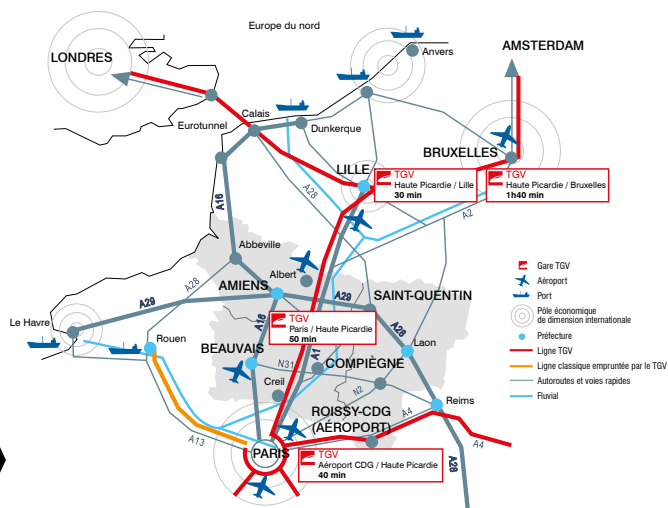 Europe du nord
LONDRES
Anvers
AMSTERDAM
Eurotunnel
Calais
Dunkerque
BRUXELLES
LILLE
TGV
Haute Picardie / Lille
30 min
TGV
Haute Picardie / Bruxelles
1h40 min
A16
A28
A2
Abbeville
A28
Albert
AMIENS
A29
A29
SAINT-QUENTIN
Le Havre
Rouen
A16
TGV
Paris / Haute Picardie
50 min
A26
Laon
BEAUVAIS
N31
A1
COMPIÈGNE
Creil
N2
Reims
ROISSY-CDG
(AÉROPORT)
A4
A13
PARIS
A4
A26
TGV
Aéroport CDG / Haute Picardie
40 min
Gare TGV
Aéroport
Port
Pôle économique
de dimension internationale
Préfecture
Ligne TGV
Ligne classique empruntée par le TGV
Autoroutes et voies rapides
Fluvial